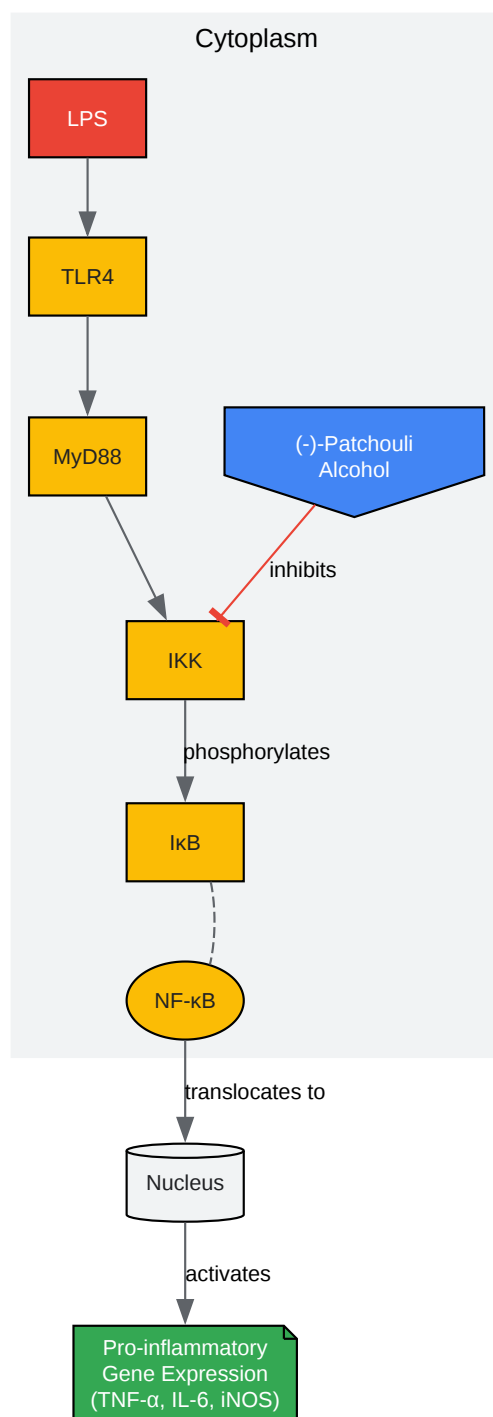 Cytoplasm
LPS
TLR4
MyD88
(-)-Patchouli
Alcohol
inhibits
IKK
phosphorylates
IκB
NF-κB
translocates to
Nucleus
activates
Pro-inflammatory
Gene Expression
(TNF-α, IL-6, iNOS)